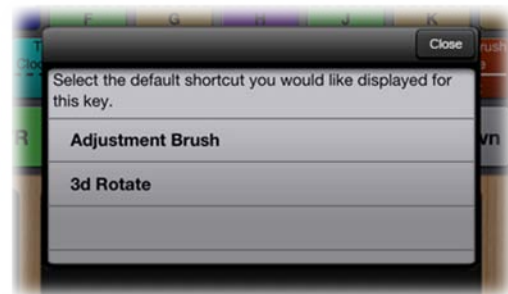 F G H J K
Close
Select the default shortcut you would like displayed for
this key.
Adjustment Brush
3d Rotate